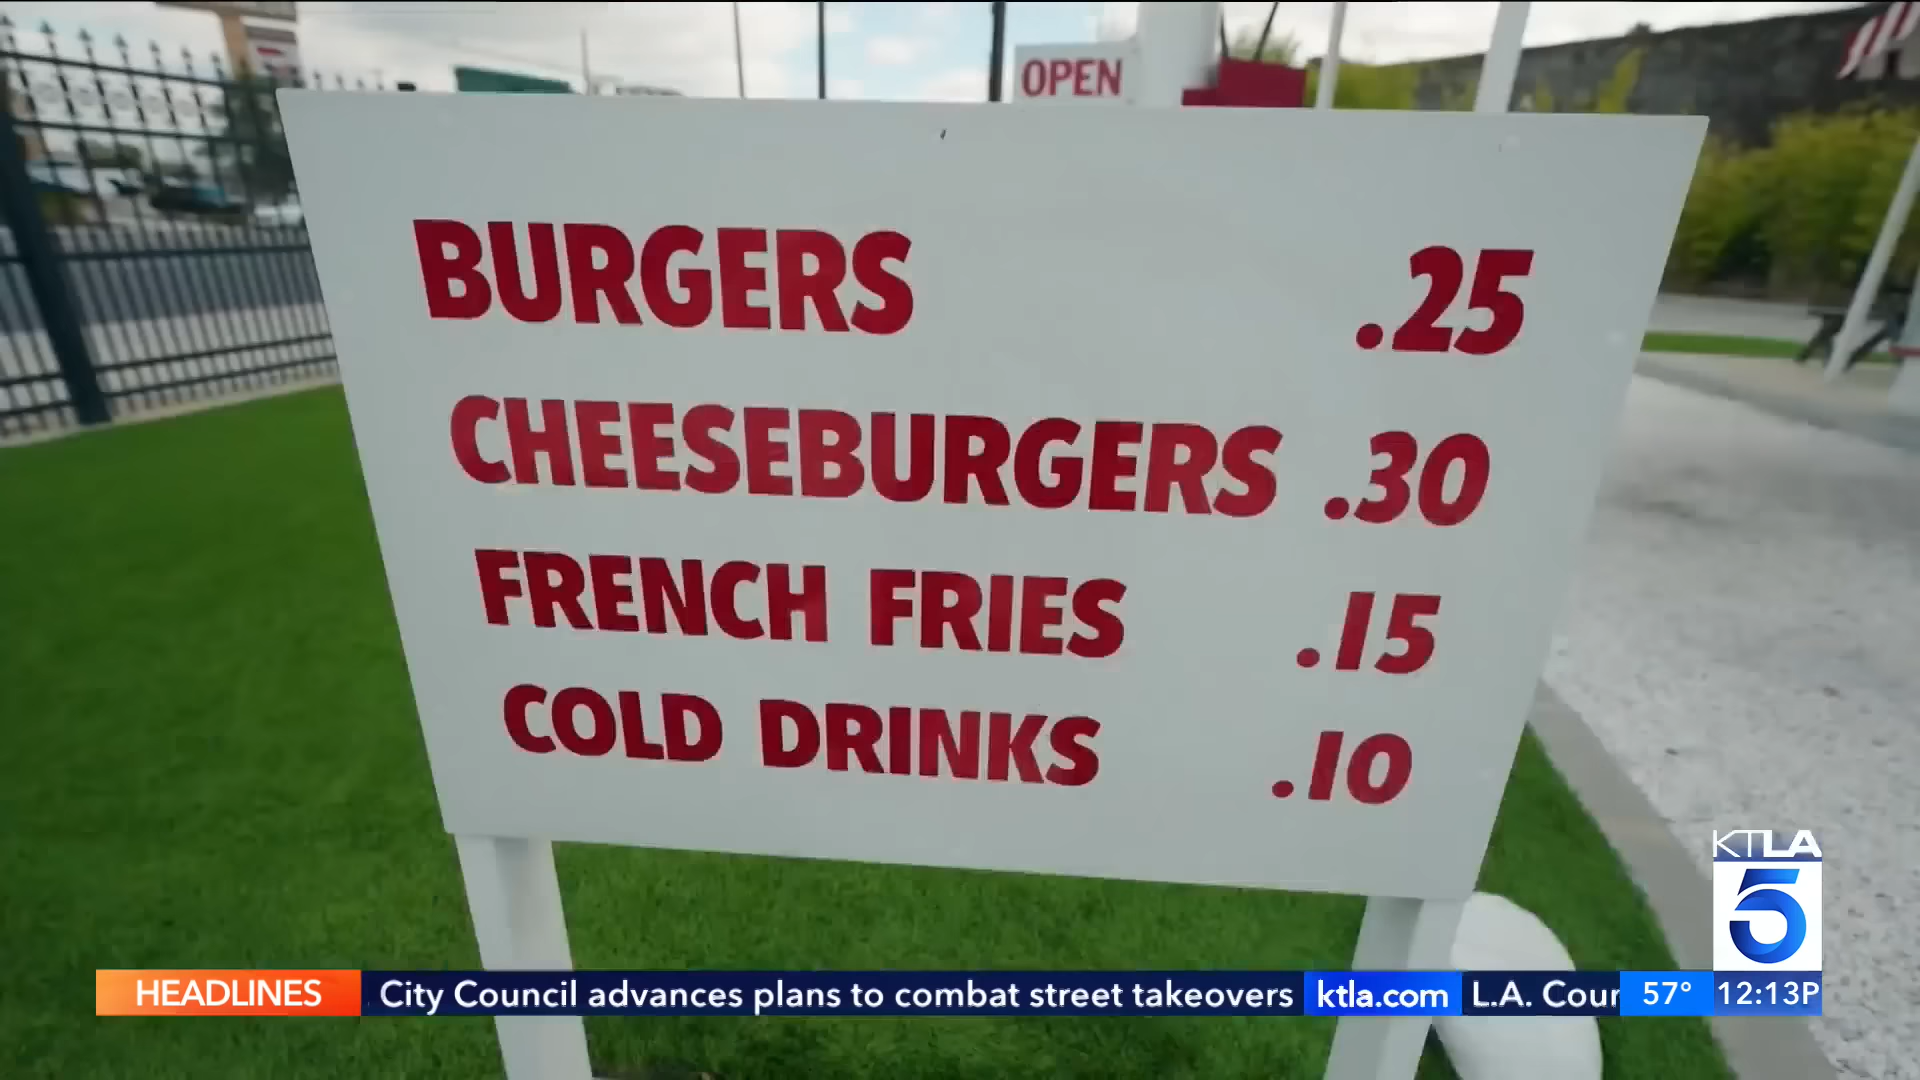 OPEN
BURGERS .25
CHEESEBURGERS .30
FRENCH FRIES .15
COLD DRINKS .10
KTLA
5
HEADLINES City Council advances plans to combat street takeovers ktla.com L.A. Cour 57° 12:13P